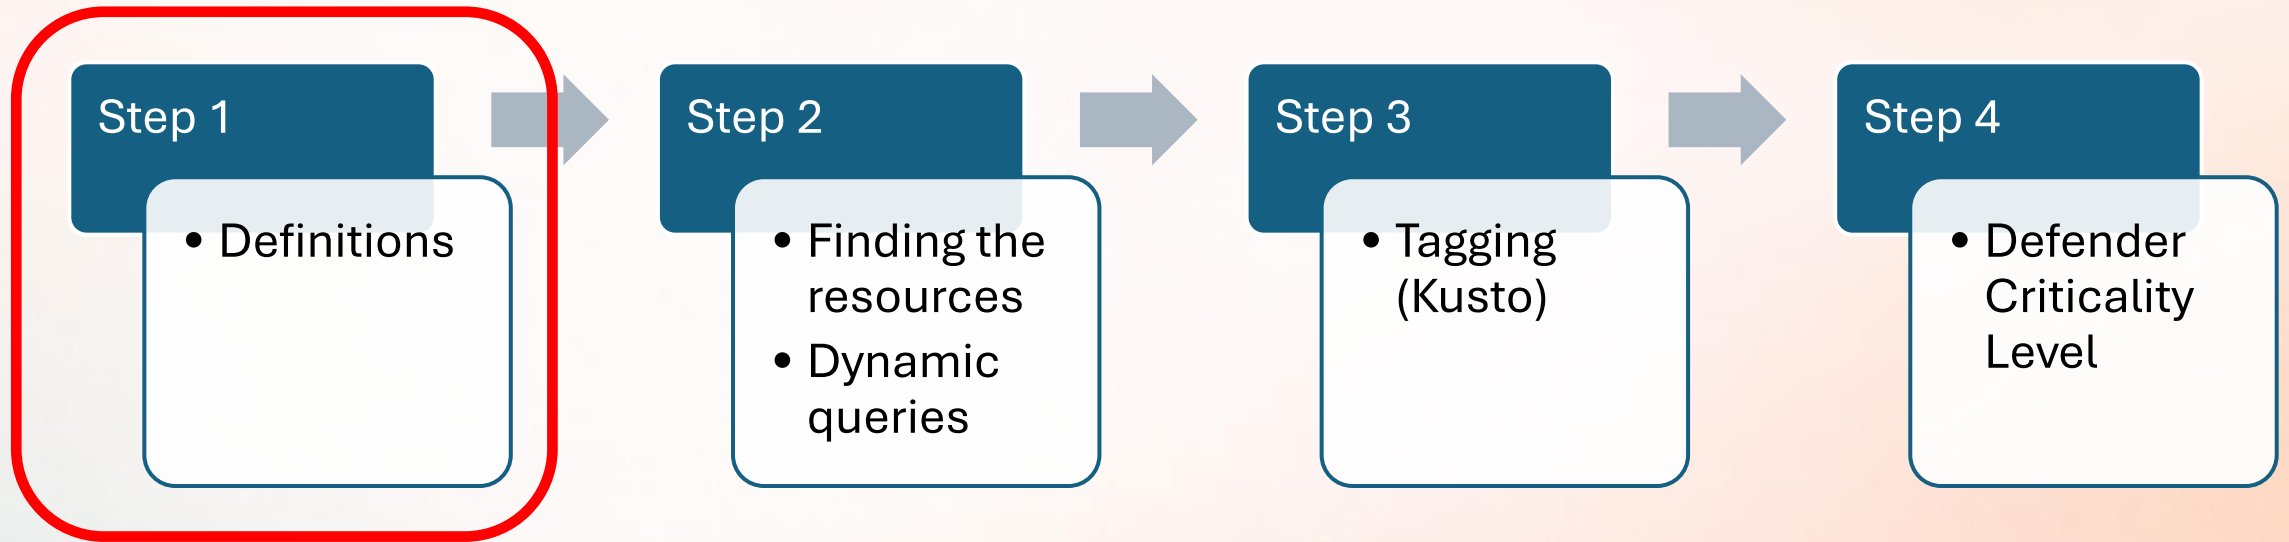 Step 1
• Definitions
Step 2
• Finding the
resources
• Dynamic
queries
Step 3
• Tagging
(Kusto)
Step 4
• Defender
Criticality
Level